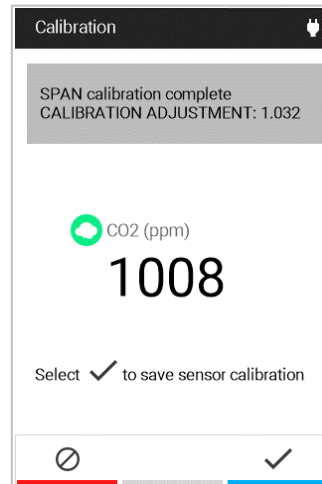 Calibration
SPAN calibration complete
CALIBRATION ADJUSTMENT: 1.032
CO2 (ppm)
1008
Select ✓ to save sensor calibration